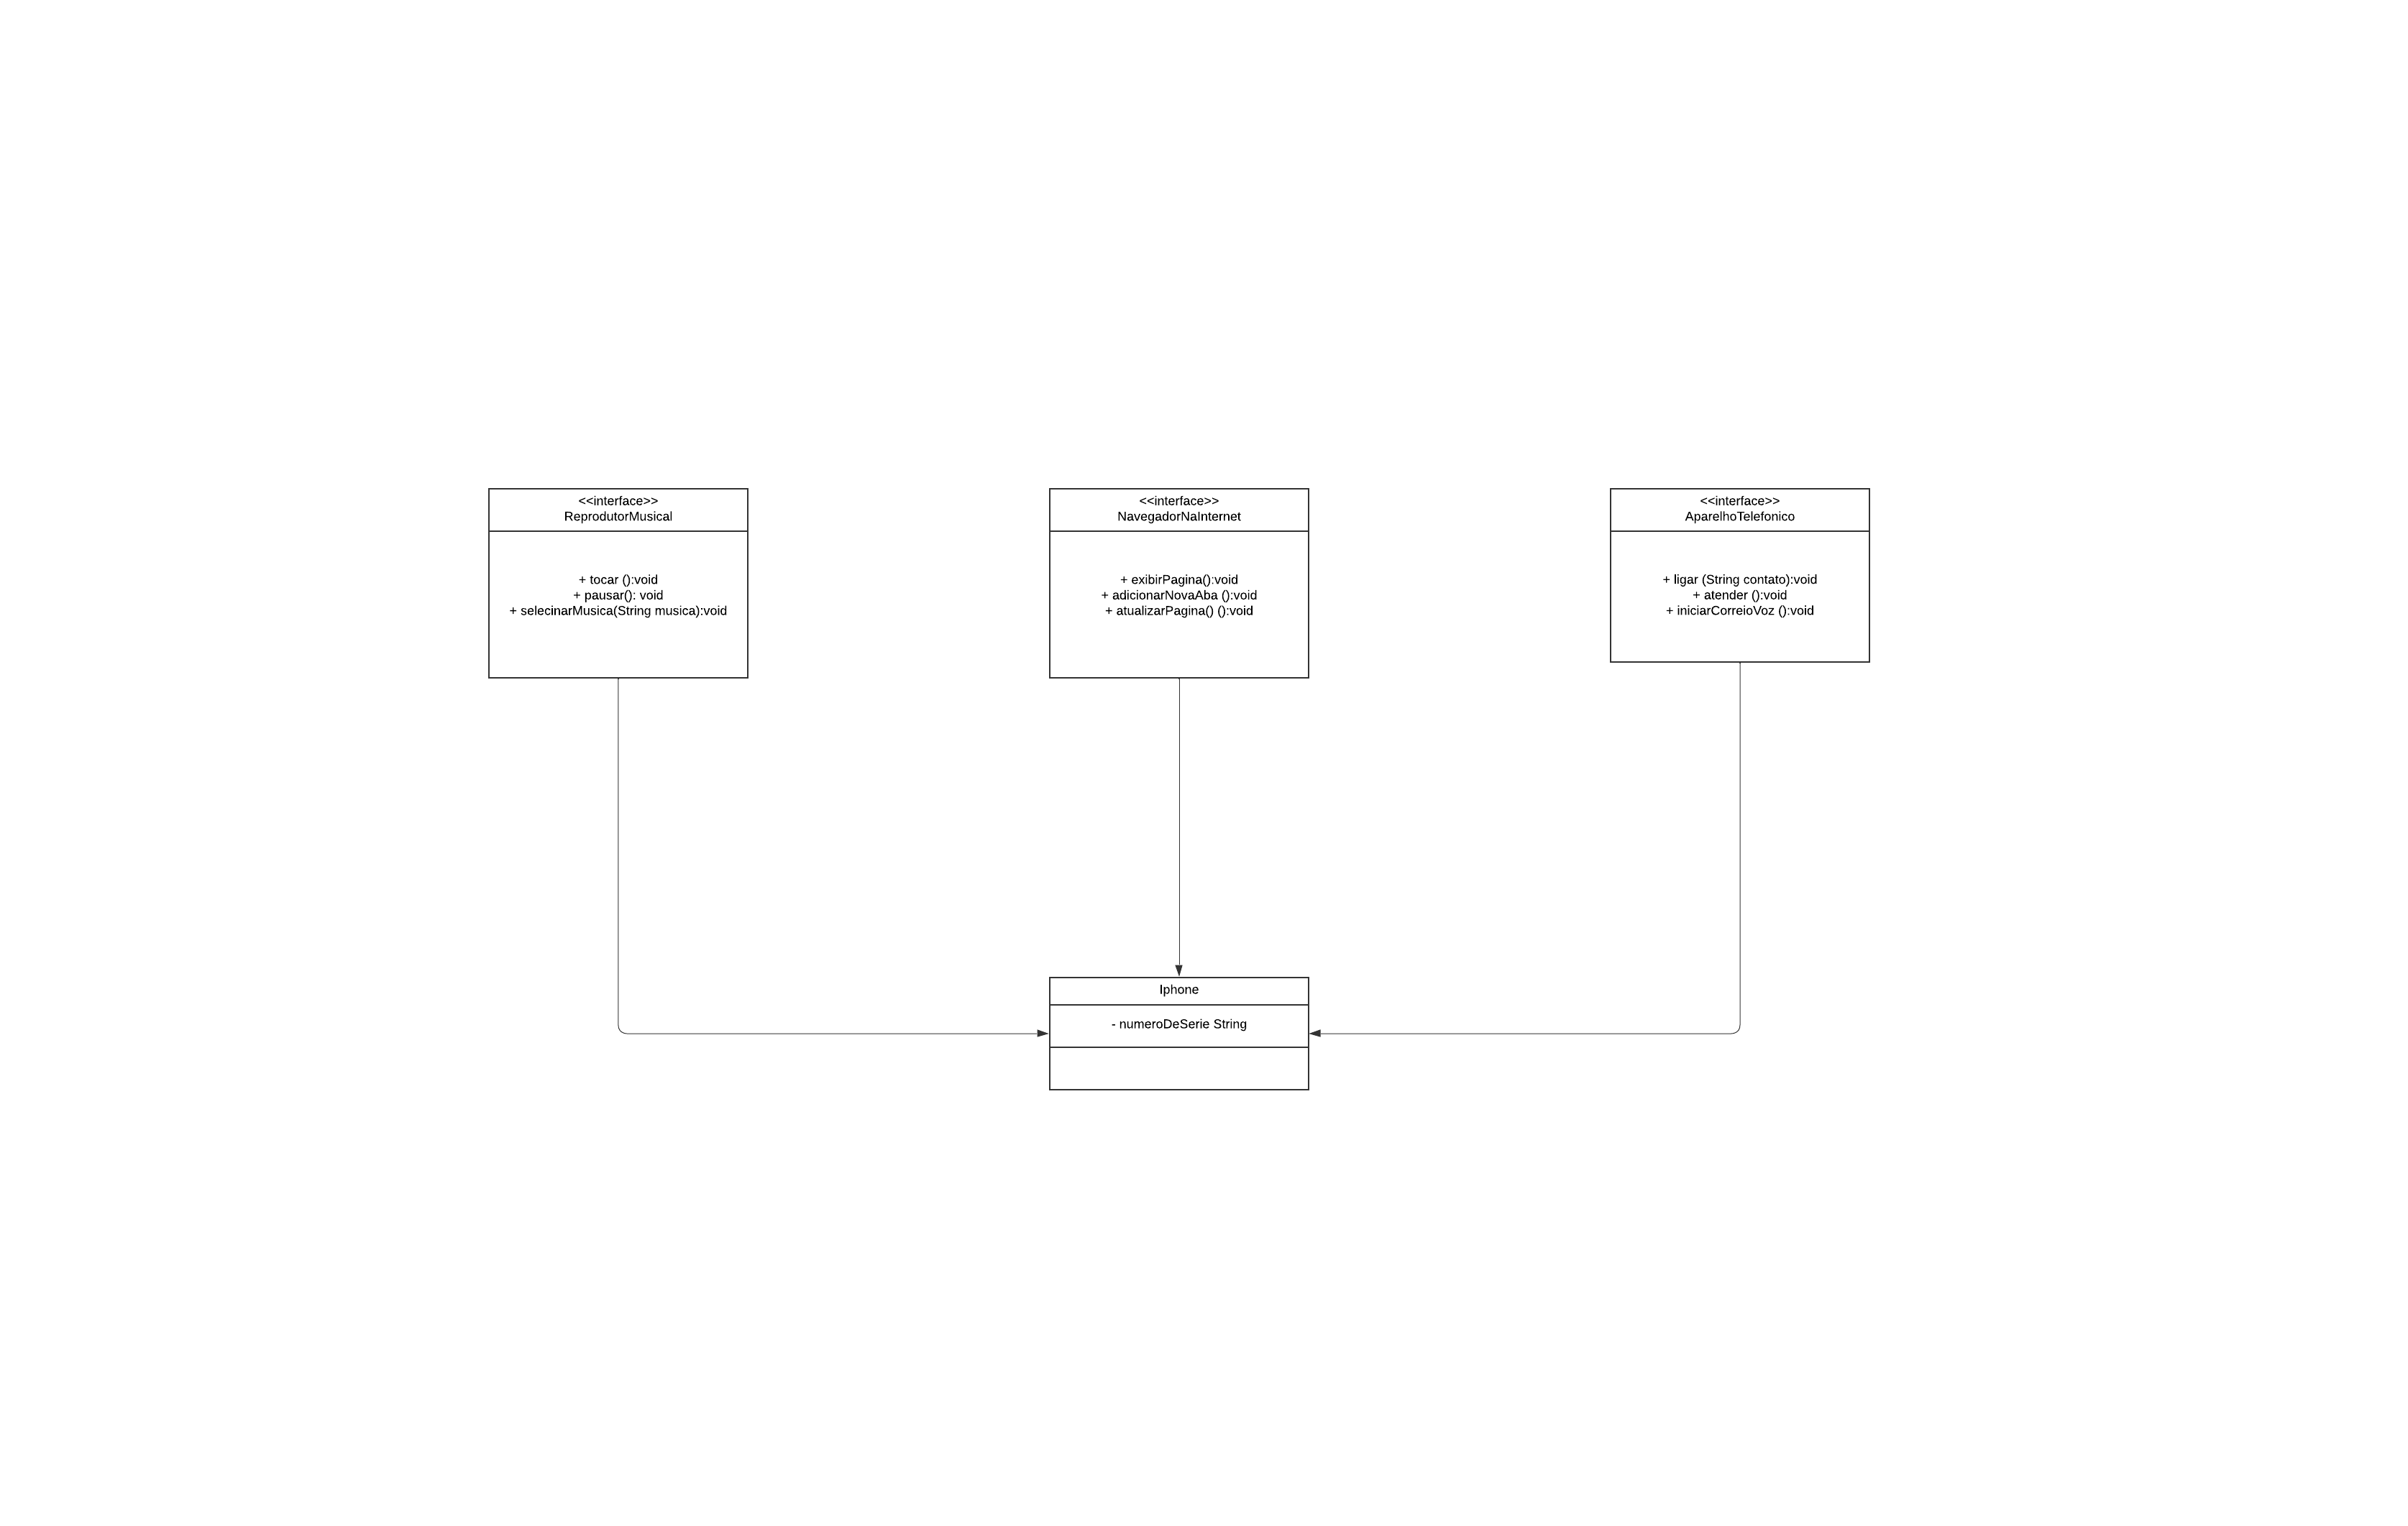 <<interface>>
ReprodutorMusical
+ tocar ():void
+ pausar(): void
+ selecinarMusica(String musica):void
<<interface>>
NavegadorNaInternet
+ exibirPagina():void
+ adicionarNovaAba ():void
+ atualizarPagina() ():void
<<interface>>
AparelhoTelefonico
+ ligar (String contato):void
+ atender ():void
+ iniciarCorreioVoz ():void
Iphone
- numeroDeSerie String